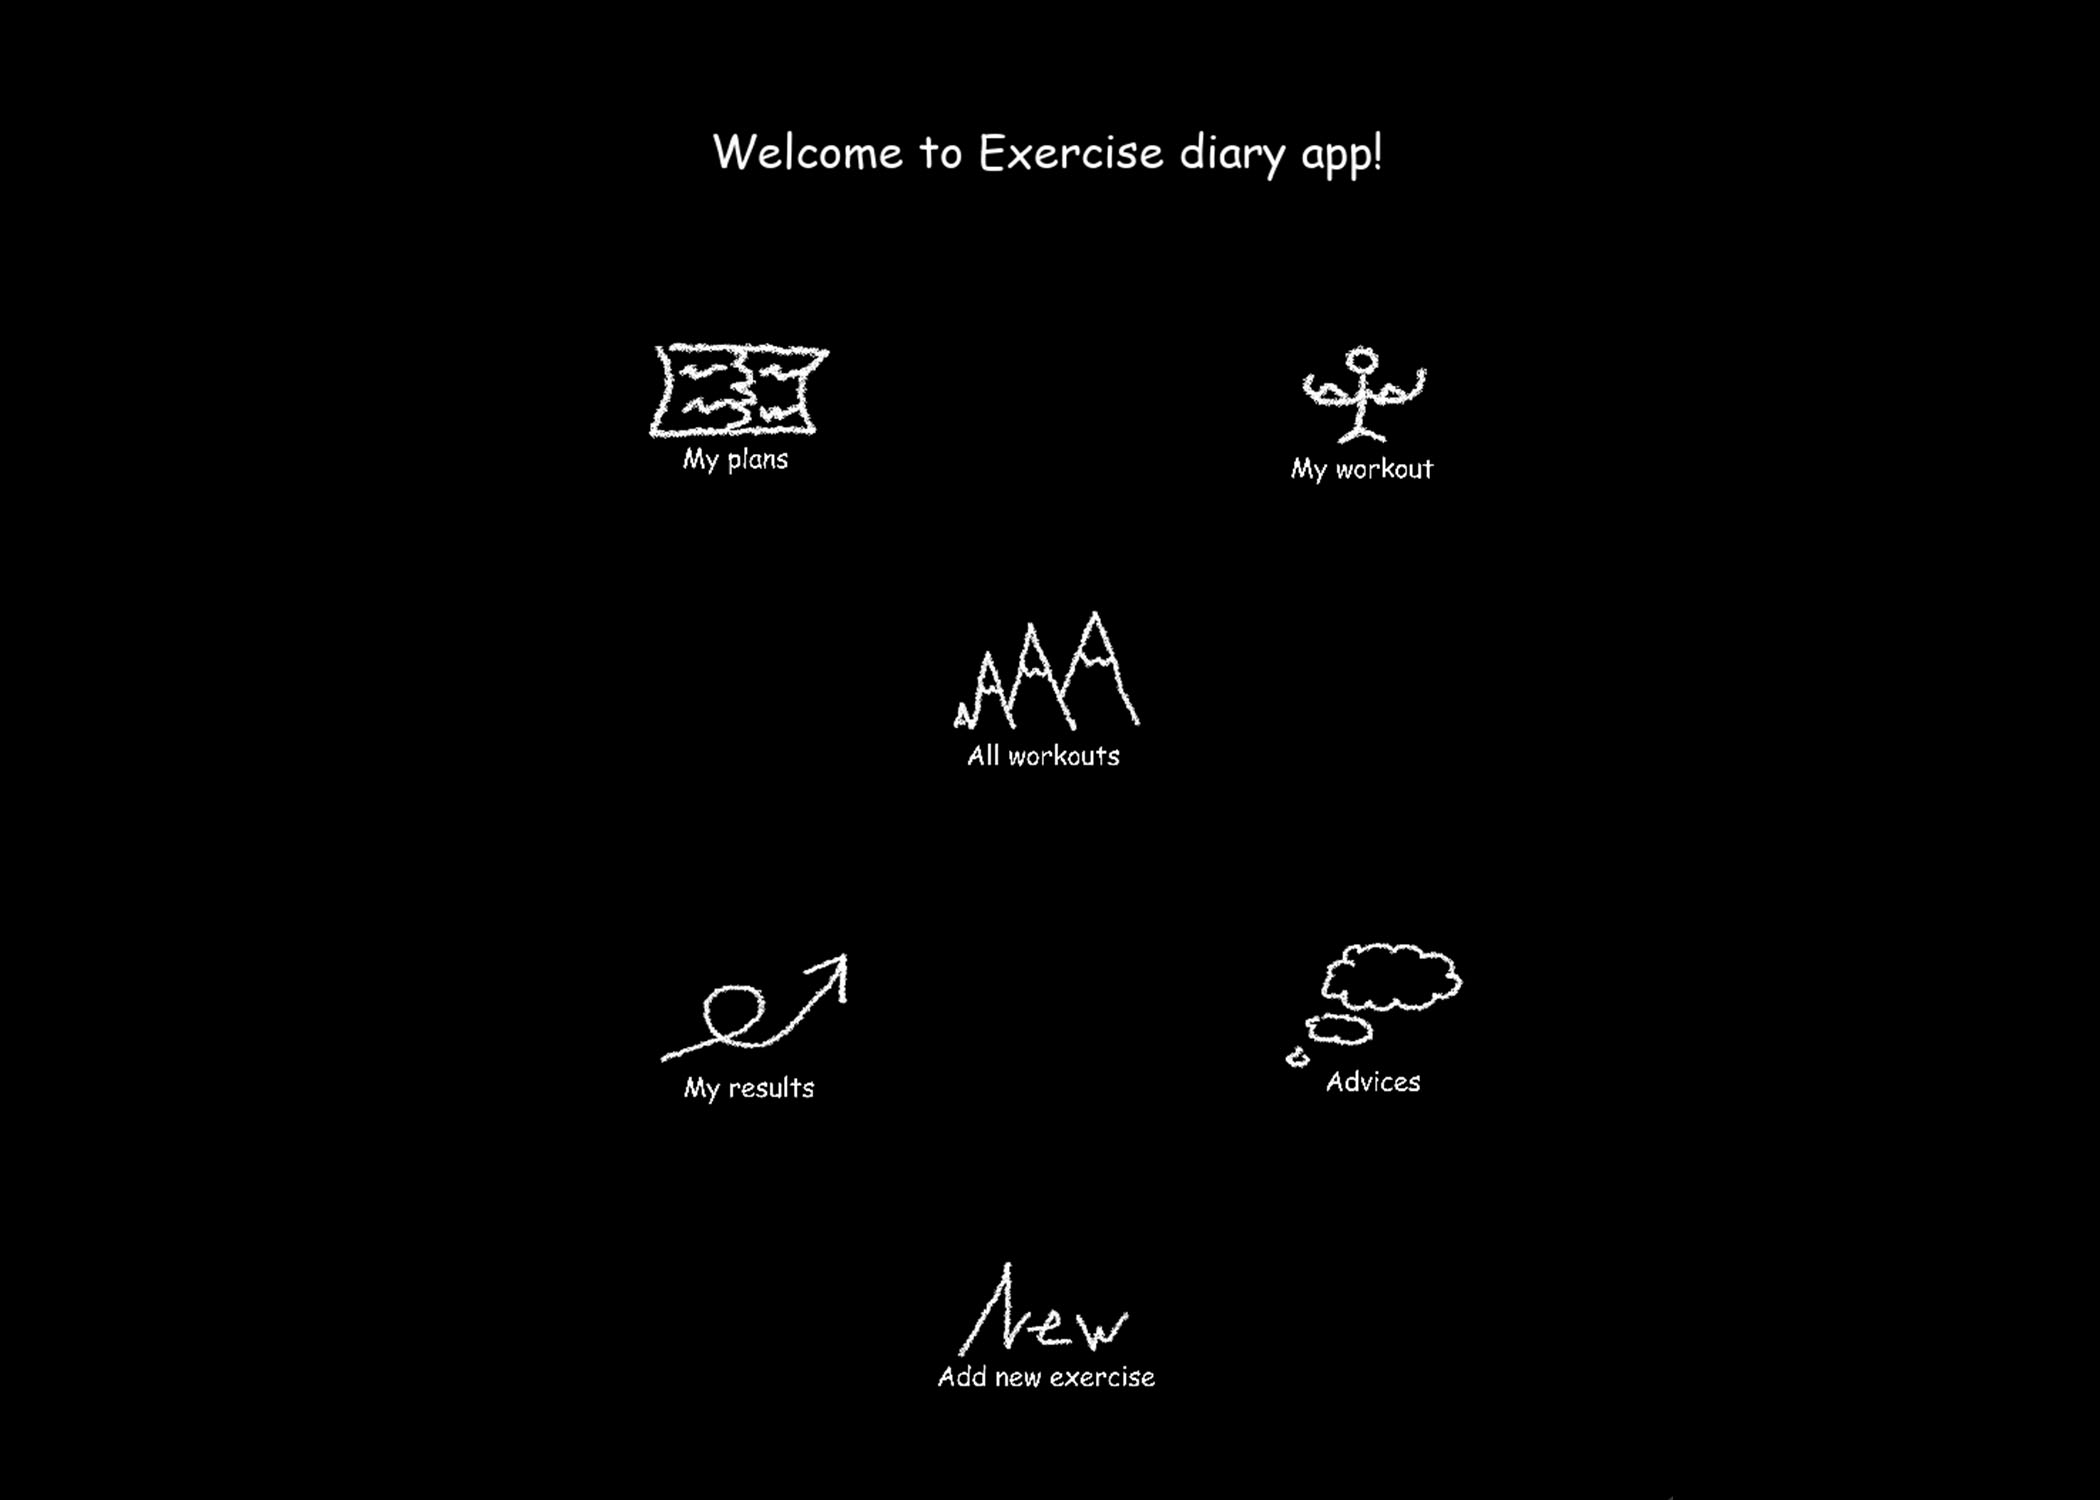 Welcome to Exercise diary app!
My plans
My workout
All workouts
My results
Advices
New
Add new exercise